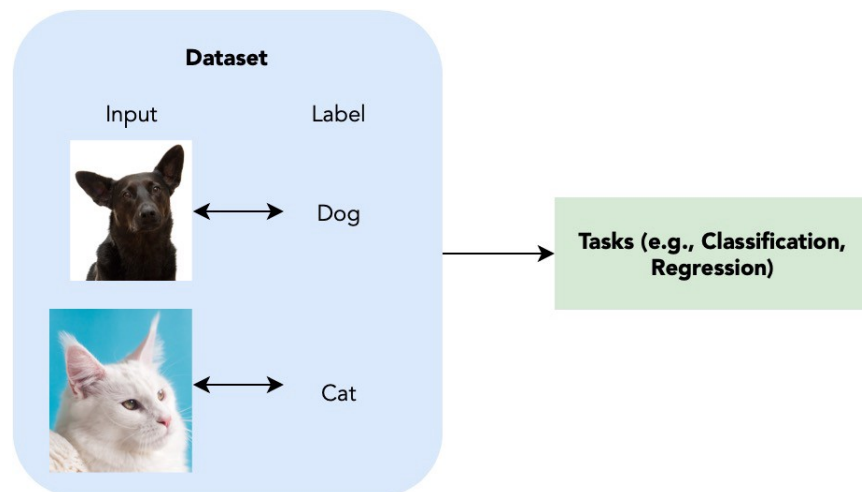 Dataset
Input
Label
Dog
Cat
Tasks (e.g., Classification,
Regression)